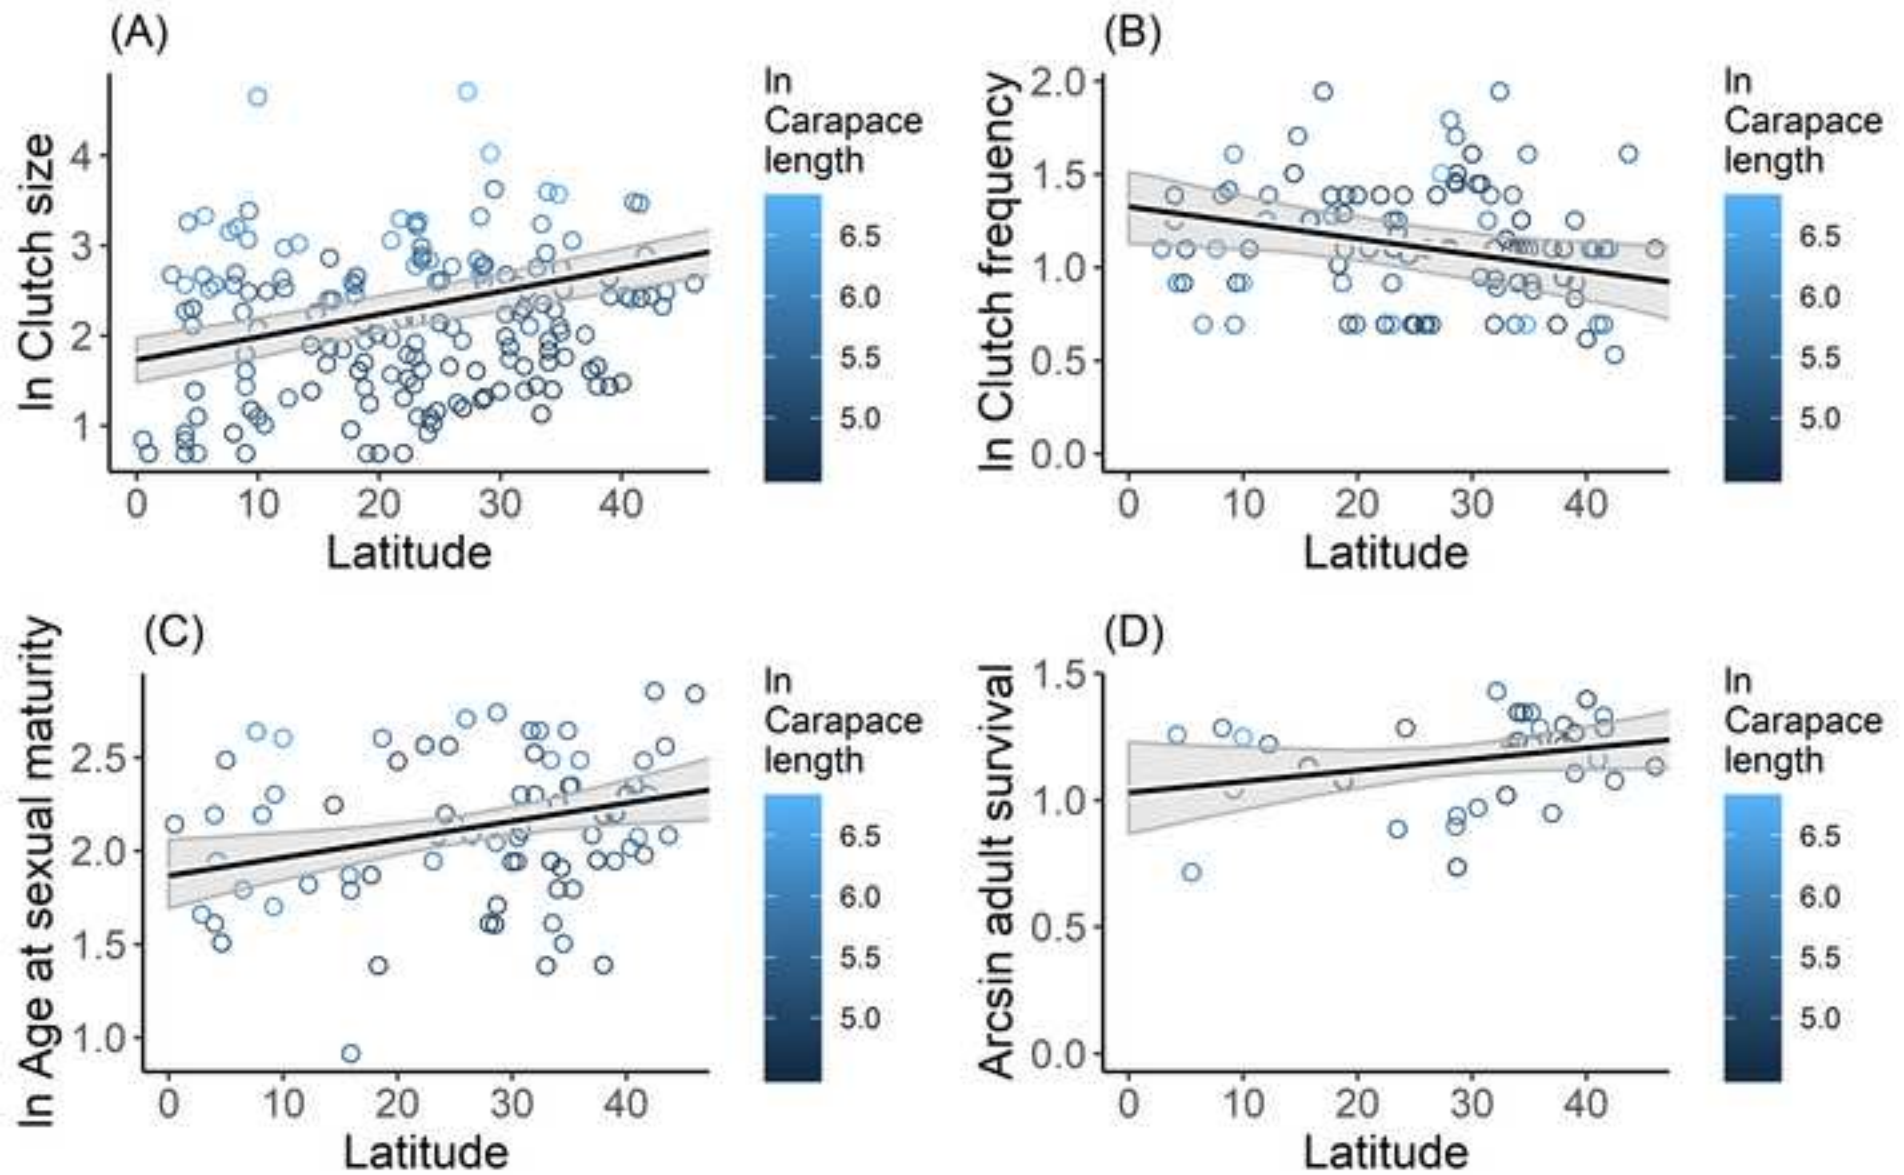 (A)
ln Clutch size
4
3
2
1
0 10 20 30 40
Latitude
ln
Carapace
length
6.5
6.0
5.5
5.0
(B)
ln Clutch frequency
2.0
1.5
1.0
0.5
0.0
0 10 20 30 40
Latitude
ln
Carapace
length
6.5
6.0
5.5
5.0
(C)
ln Age at sexual maturity
2.5
2.0
1.5
1.0
0 10 20 30 40
Latitude
ln
Carapace
length
6.5
6.0
5.5
5.0
(D)
Arcsin adult survival
1.5
1.0
0.5
0.0
0 10 20 30 40
Latitude
ln
Carapace
length
6.5
6.0
5.5
5.0